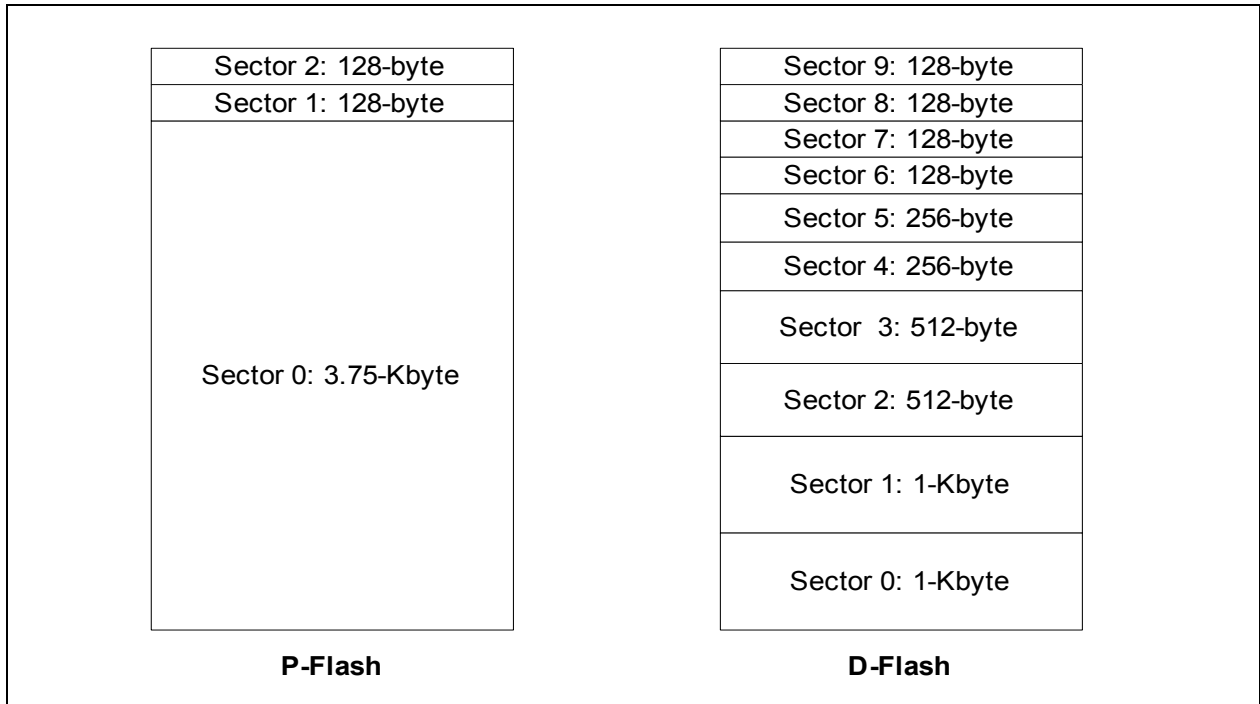 Sector 2: 128-byte
Sector 1: 128-byte
Sector 0: 3.75-Kbyte
P-Flash
Sector 9: 128-byte
Sector 8: 128-byte
Sector 7: 128-byte
Sector 6: 128-byte
Sector 5: 256-byte
Sector 4: 256-byte
Sector 3: 512-byte
Sector 2: 512-byte
Sector 1: 1-Kbyte
Sector 0: 1-Kbyte
D-Flash